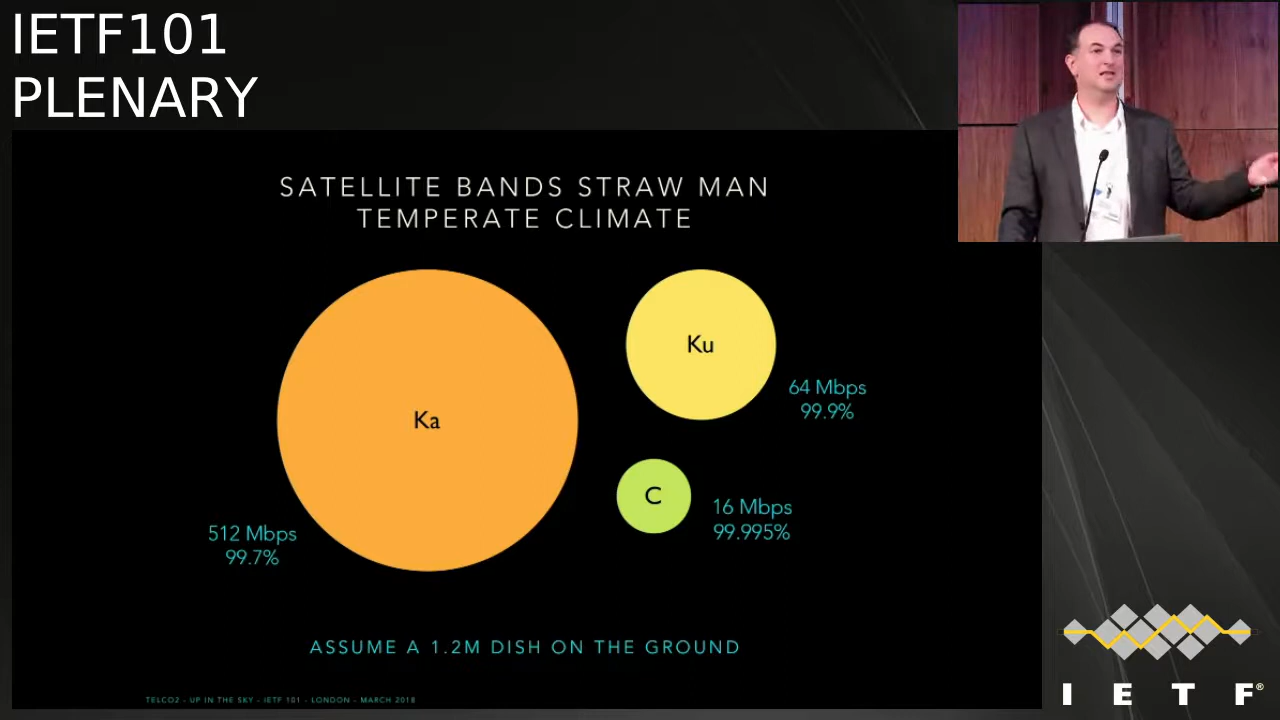 IETF101
PLENARY
SATELLITE BANDS STRAW MAN
TEMPERATE CLIMATE
Ka
Ku
64 Mbps
99.9%
C
16 Mbps
99.995%
512 Mbps
99.7%
ASSUME A 1.2M DISH ON THE GROUND
TELCO2 - UP IN THE SKY - IETF 101 - LONDON - MARCH 2018
I E T F®